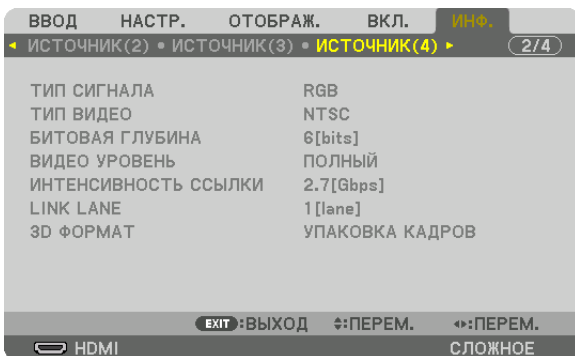 ВВОД НАСТР. ОТОБРАЖ. ВКЛ. ИНФ.
ИСТОЧНИК(2) • ИСТОЧНИК(3) • ИСТОЧНИК(4) 2/4
ТИП СИГНАЛА RGB
ТИП ВИДЕО NTSC
БИТОВАЯ ГЛУБИНА 6[bits]
ВИДЕО УРОВЕНЬ ПОЛНЫЙ
ИНТЕНСИВНОСТЬ ССЫЛКИ 2.7[Gbps]
LINK LANE 1[lane]
3D ФОРМАТ УПАКОВКА КАДРОВ
EXIT:ВЫХОД :ПЕРЕМ. :ПЕРЕМ.
HDMI СЛОЖНОЕ